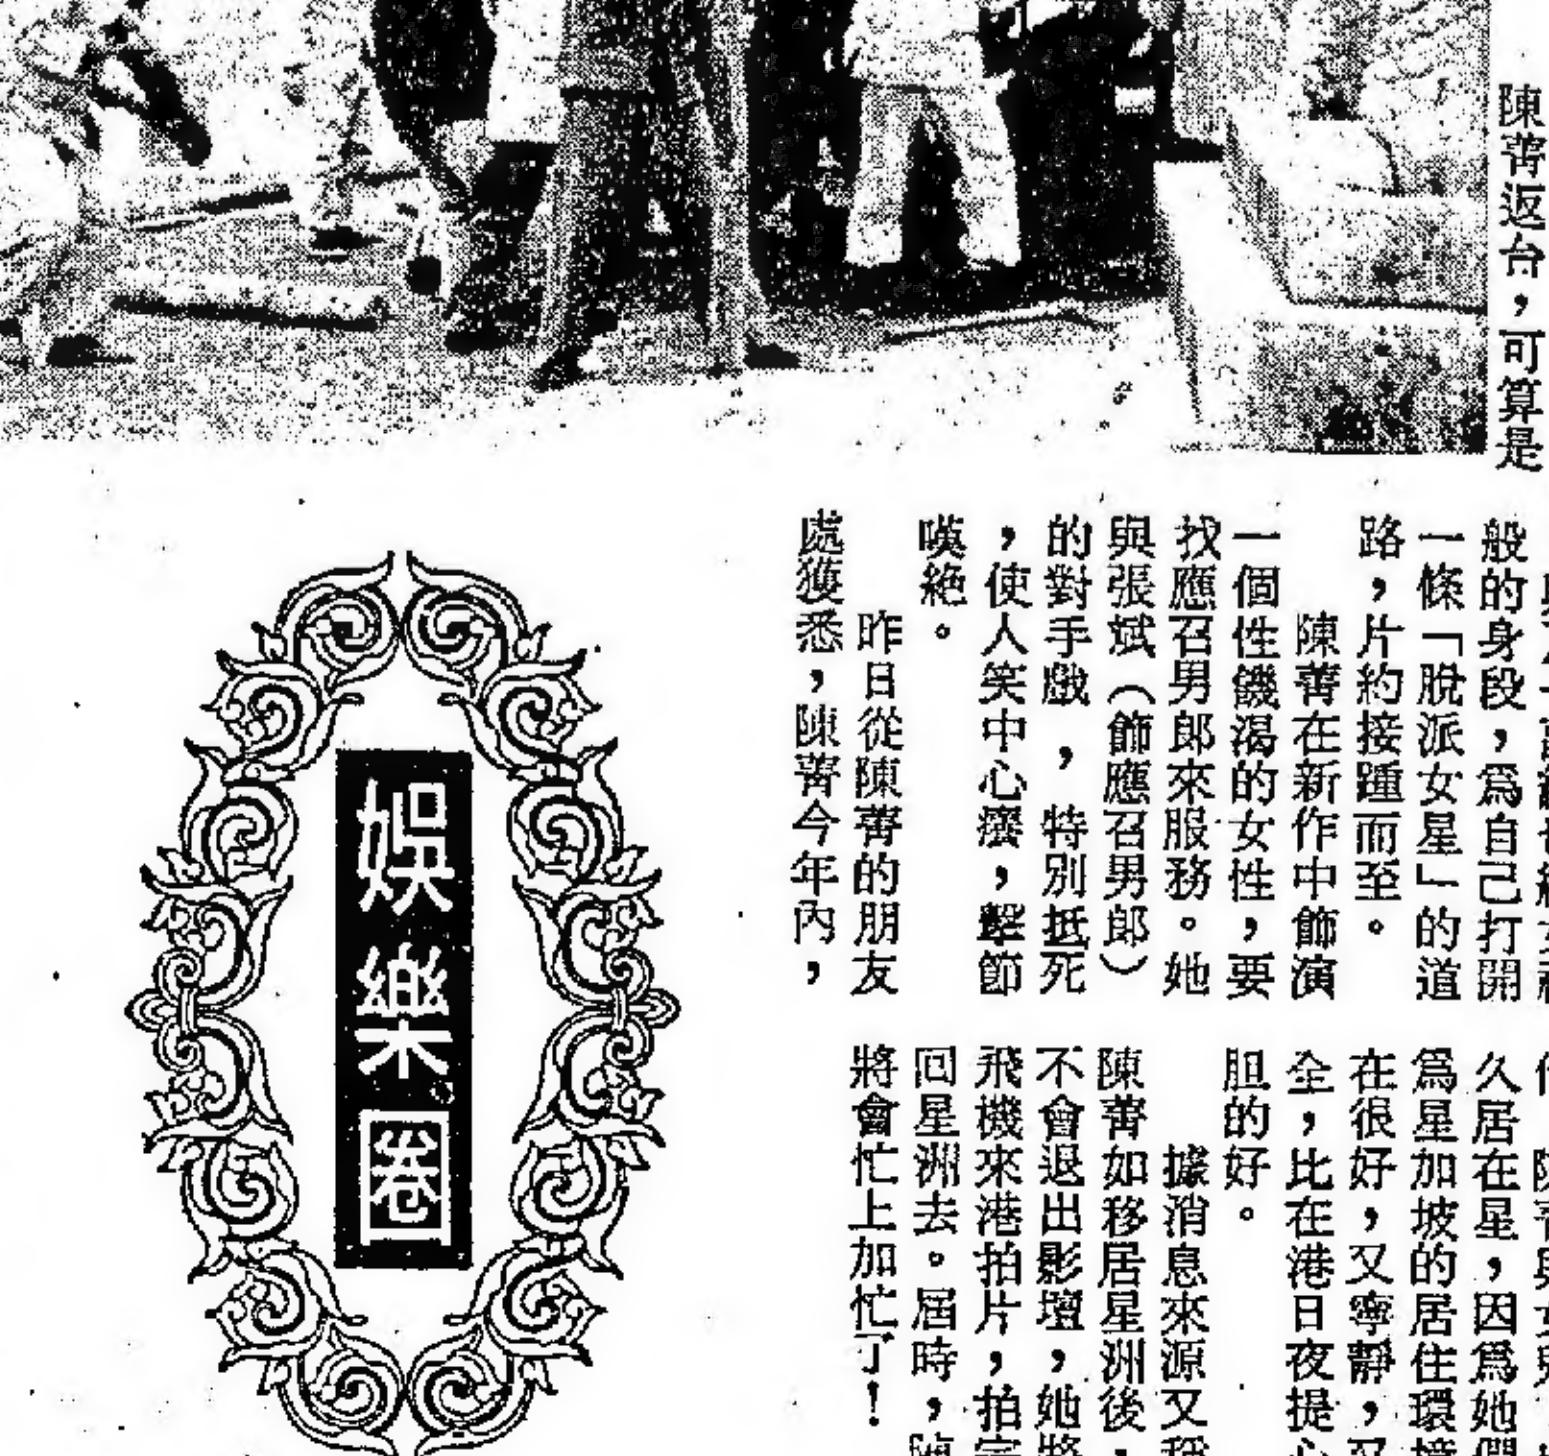 陳菁返台，可算是
般的身段，爲自己打開
一條「脫派女星」的道
路，片約接踵而至。
陳菁在新作中飾演
一個性饑渴的女性，要
找應召男郎來服務。她
與張斌（飾應召男郎）
的對手戲，特別抵死
，使人笑中心癢，擊節
嘆絕。
昨日從陳菁的朋友
處獲悉，陳菁今年內，
久居在星，因爲她
爲星加坡的居住環
在很好，又寧靜，
全，比在港日夜提
胆的好。
據消息來源又
陳菁如移居星洲後，
不會退出影壇，她將
飛機來港拍片，拍
回星洲去。屆時，
將會忙上加忙了！
娛樂圈